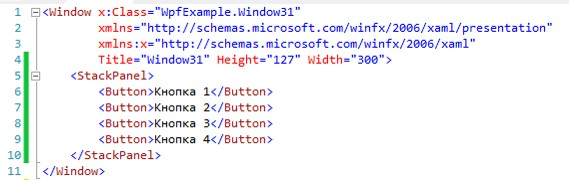 1 <Window x:Class="WpfExample.Window31"
2 xmlns="http://schemas.microsoft.com/winfx/2006/xaml/presentation"
3 xmlns:x="http://schemas.microsoft.com/winfx/2006/xaml"
4 Title="Window31" Height="127" Width="300">
5 <StackPanel>
6 <Button>Кнопка 1</Button>
7 <Button>Кнопка 2</Button>
8 <Button>Кнопка 3</Button>
9 <Button>Кнопка 4</Button>
10 </StackPanel>
11 </Window>